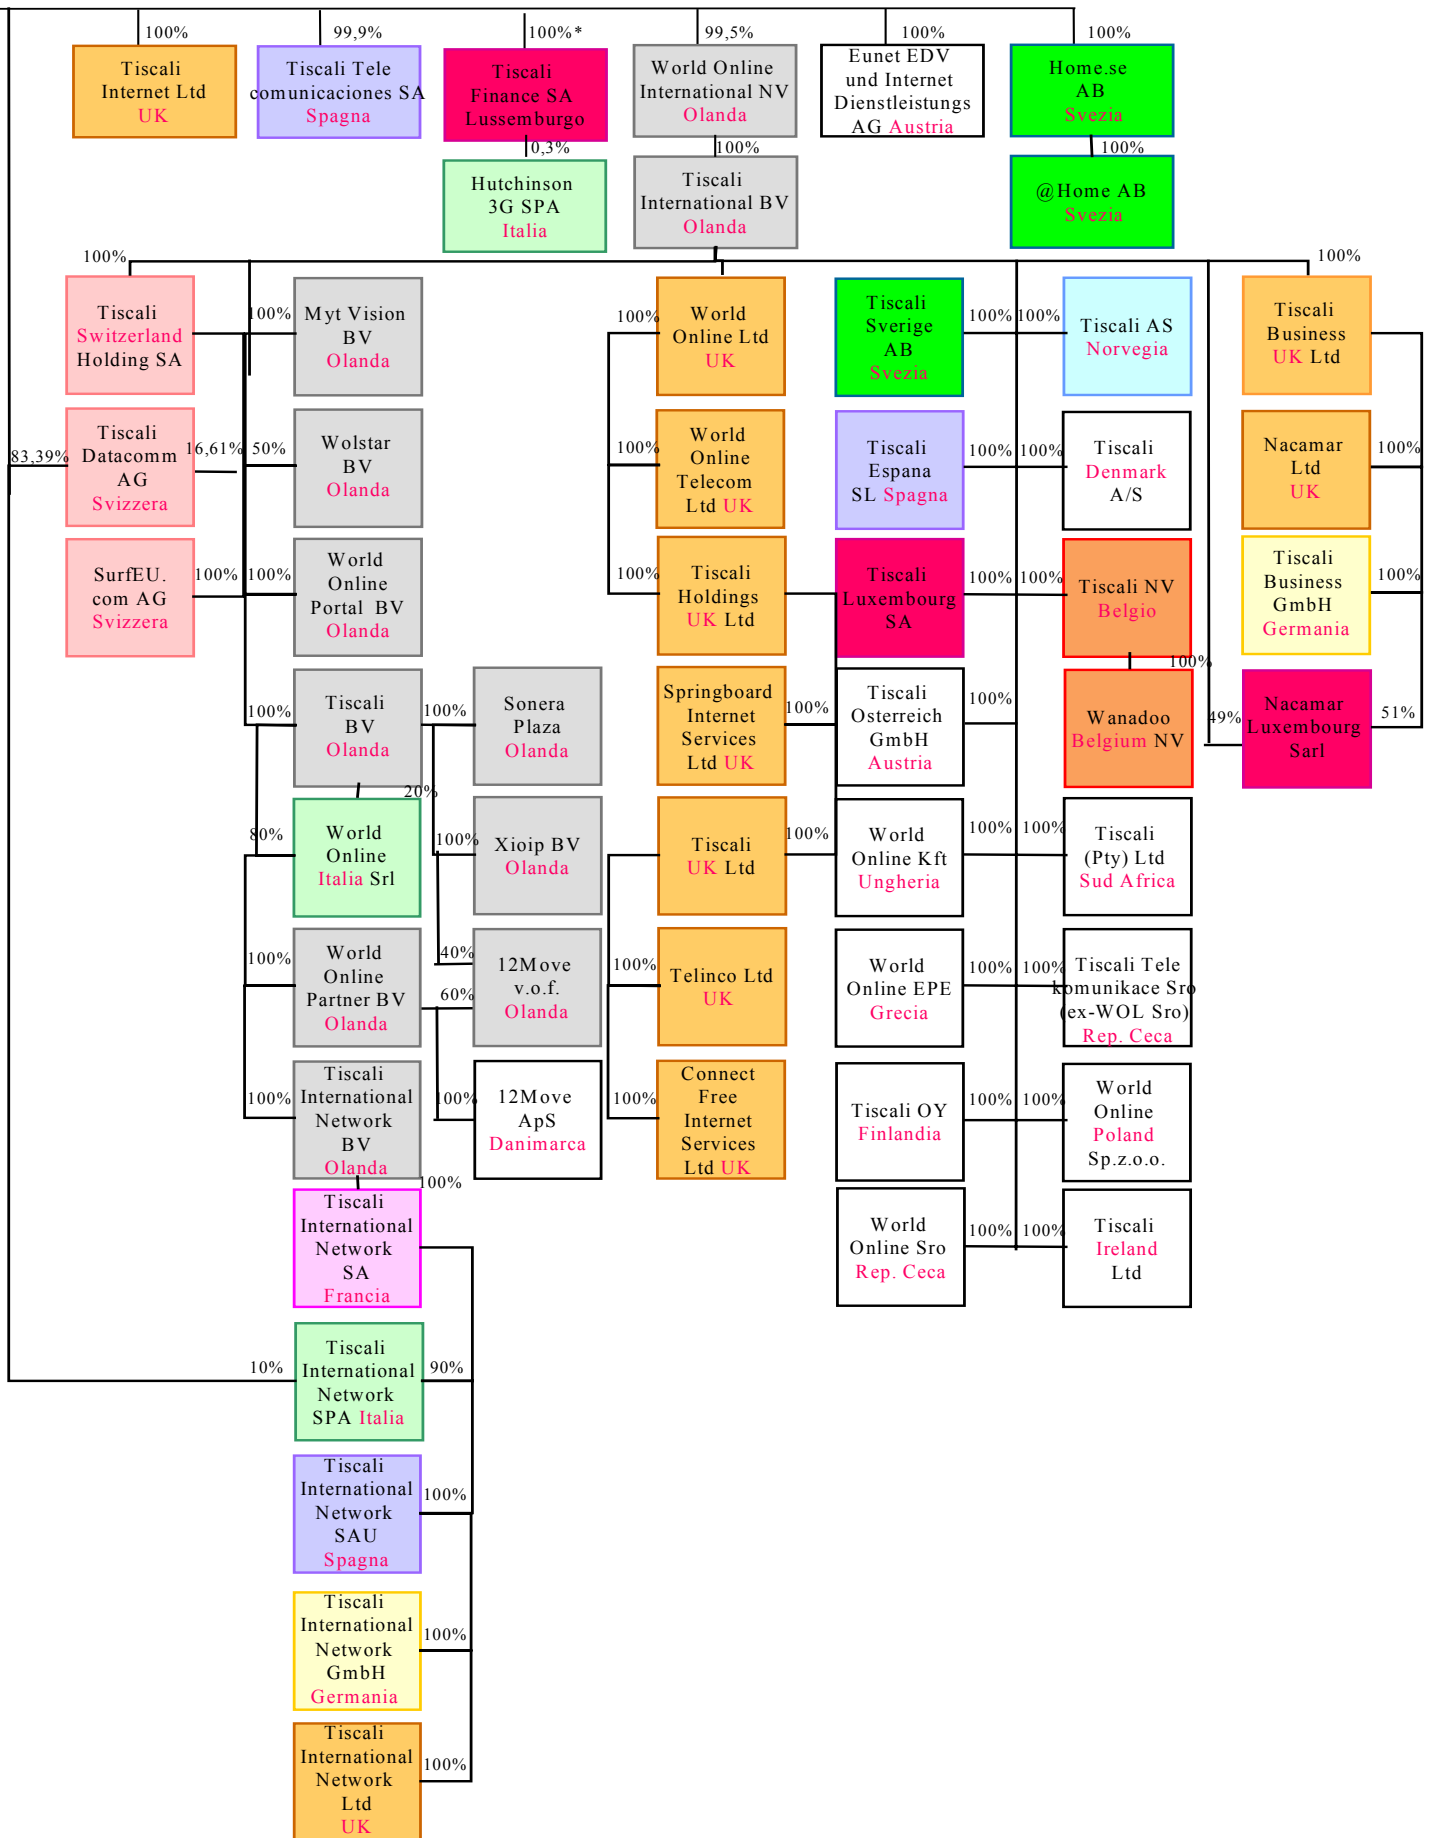 100%
99,9%
100%*
99,5%
100%
100%
Tiscali
Internet Ltd
UK
Tiscali Tele
comunicaciones SA
Spagna
Tiscali
Finance SA
Lussemburgo
World Online
International NV
Olanda
Eunet EDV
und Internet
Dienstleistungs
AG Austria
Home.se
AB
Svezia
0,3%
100%
100%
Hutchinson
3G SPA
Italia
Tiscali
International BV
Olanda
@Home AB
Svezia
100%
100%
Tiscali
Switzerland
Holding SA
100%
Myt Vision
BV
Olanda
100%
World
Online Ltd
UK
Tiscali
Sverige
AB
Svezia
100%
100%
Tiscali AS
Norvegia
Tiscali
Business
UK Ltd
83,39%
Tiscali
Datacomm
AG
Svizzera
16,61%
50%
Wolstar
BV
Olanda
100%
World
Online
Telecom
Ltd UK
Tiscali
Espana
SL Spagna
100%
100%
Tiscali
Denmark
A/S
Nacamar
Ltd
UK
100%
SurfEU.
com AG
Svizzera
100%
100%
World
Online
Portal BV
Olanda
100%
Tiscali
Holdings
UK Ltd
Tiscali
Luxembourg
SA
100%
100%
Tiscali NV
Belgio
Tiscali
Business
GmbH
Germania
100%
100%
100%
Tiscali
BV
Olanda
100%
Sonera
Plaza
Olanda
Springboard
Internet
Services
Ltd UK
100%
Tiscali
Osterreich
GmbH
Austria
100%
Wanadoo
Belgium NV
49%
Nacamar
Luxembourg
Sarl
51%
20%
80%
World
Online
Italia Srl
100%
Xioip BV
Olanda
Tiscali
UK Ltd
100%
World
Online Kft
Ungheria
100%
100%
Tiscali
(Pty) Ltd
Sud Africa
100%
World
Online
Partner BV
Olanda
40%
60%
12Move
v.o.f.
Olanda
100%
Telinco Ltd
UK
World
Online EPE
Grecia
100%
100%
Tiscali Tele
komunikace Sro
(ex-WOL Sro)
Rep. Ceca
100%
Tiscali
International
Network
BV
Olanda
100%
12Move
ApS
Danimarca
100%
Connect
Free
Internet
Services
Ltd UK
Tiscali OY
Finlandia
100%
100%
World
Online
Poland
Sp.z.o.o.
100%
Tiscali
International
Network
SA
Francia
World
Online Sro
Rep. Ceca
100%
100%
Tiscali
Ireland
Ltd
10%
Tiscali
International
Network
SPA Italia
90%
Tiscali
International
Network
SAU
Spagna
100%
Tiscali
International
Network
GmbH
Germania
100%
Tiscali
International
Network
Ltd
UK
100%